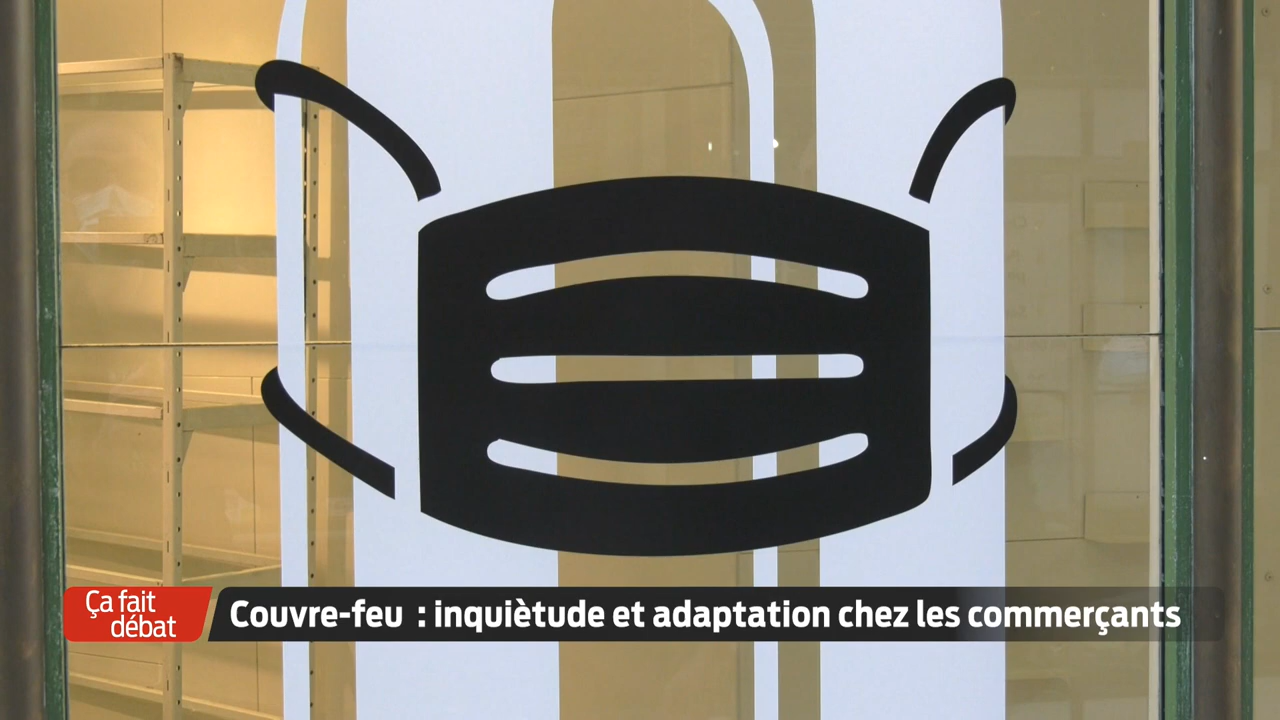 Ça fait
débat
Couvre-feu : inquiètude et adaptation chez les commerçants